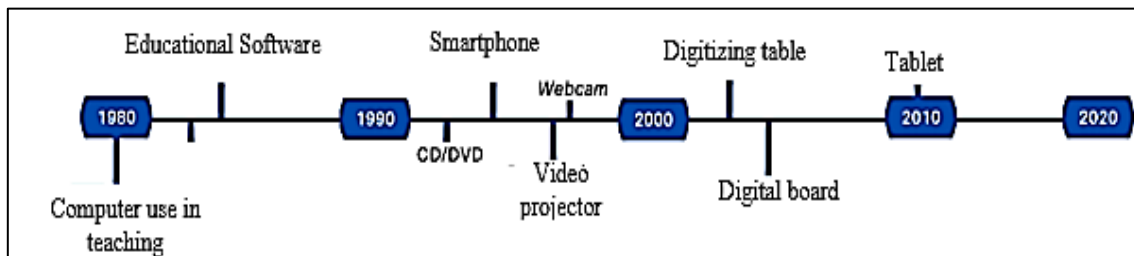 Educational Software
Smartphone
Digitizing table
Tablet
Webcam
1980
1990
2000
2010
2020
CD/DVD
Video
projector
Digital board
Computer use in
teaching